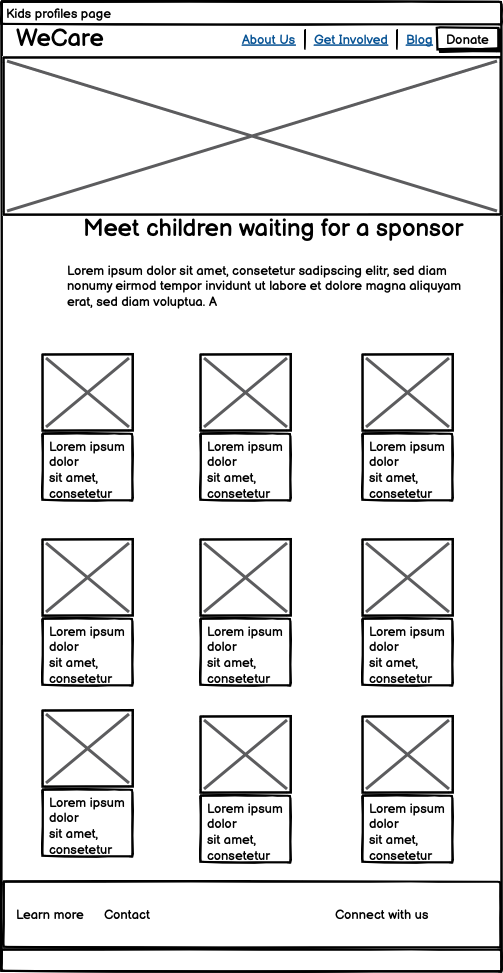 Kids profiles page
WeCare
About Us
Get Involved
Blog
Donate
Meet children waiting for a sponsor
Lorem ipsum dolor sit amet, consetetur sadipscing elitr, sed diam
nonumy eirmod tempor invidunt ut labore et dolore magna aliquyam
erat, sed diam voluptua. A
Lorem ipsum
dolor
sit amet,
consetetur
Lorem ipsum
dolor
sit amet,
consetetur
Lorem ipsum
dolor
sit amet,
consetetur
Lorem ipsum
dolor
sit amet,
consetetur
Lorem ipsum
dolor
sit amet,
consetetur
Lorem ipsum
dolor
sit amet,
consetetur
Lorem ipsum
dolor
sit amet,
consetetur
Lorem ipsum
dolor
sit amet,
consetetur
Lorem ipsum
dolor
sit amet,
consetetur
Learn more
Contact
Connect with us